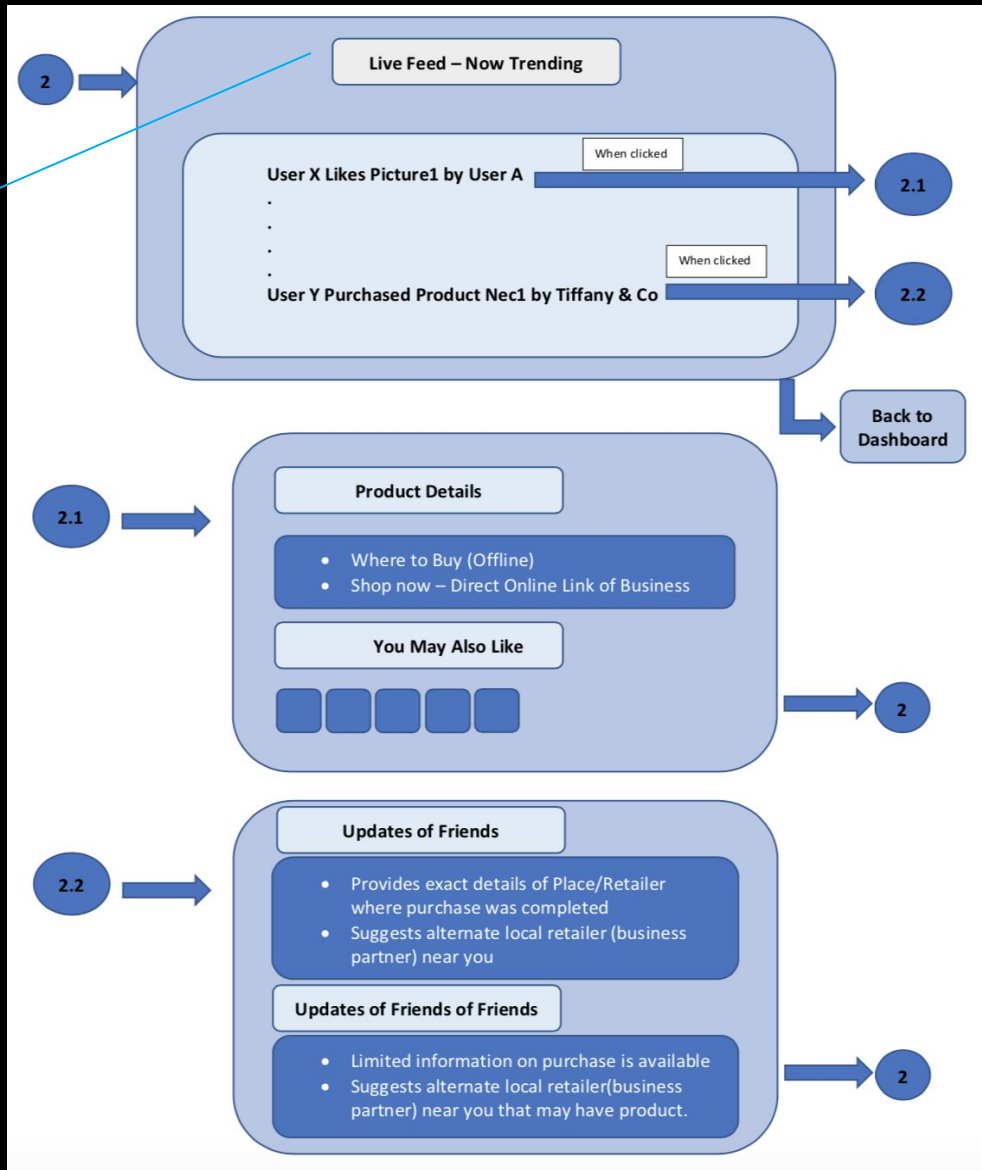 Live Feed – Now Trending
2
When clicked
User X Likes Picture1 by User A
2.1
.
.
.
.
When clicked
User Y Purchased Product Nec1 by Tiffany & Co
2.2
Back to
Dashboard
2.1
Product Details
• Where to Buy (Offline)
• Shop now – Direct Online Link of Business
You May Also Like
2
2.2
Updates of Friends
• Provides exact details of Place/Retailer
where purchase was completed
• Suggests alternate local retailer (business
partner) near you
Updates of Friends of Friends
• Limited information on purchase is available
• Suggests alternate local retailer(business
partner) near you that may have product.
2